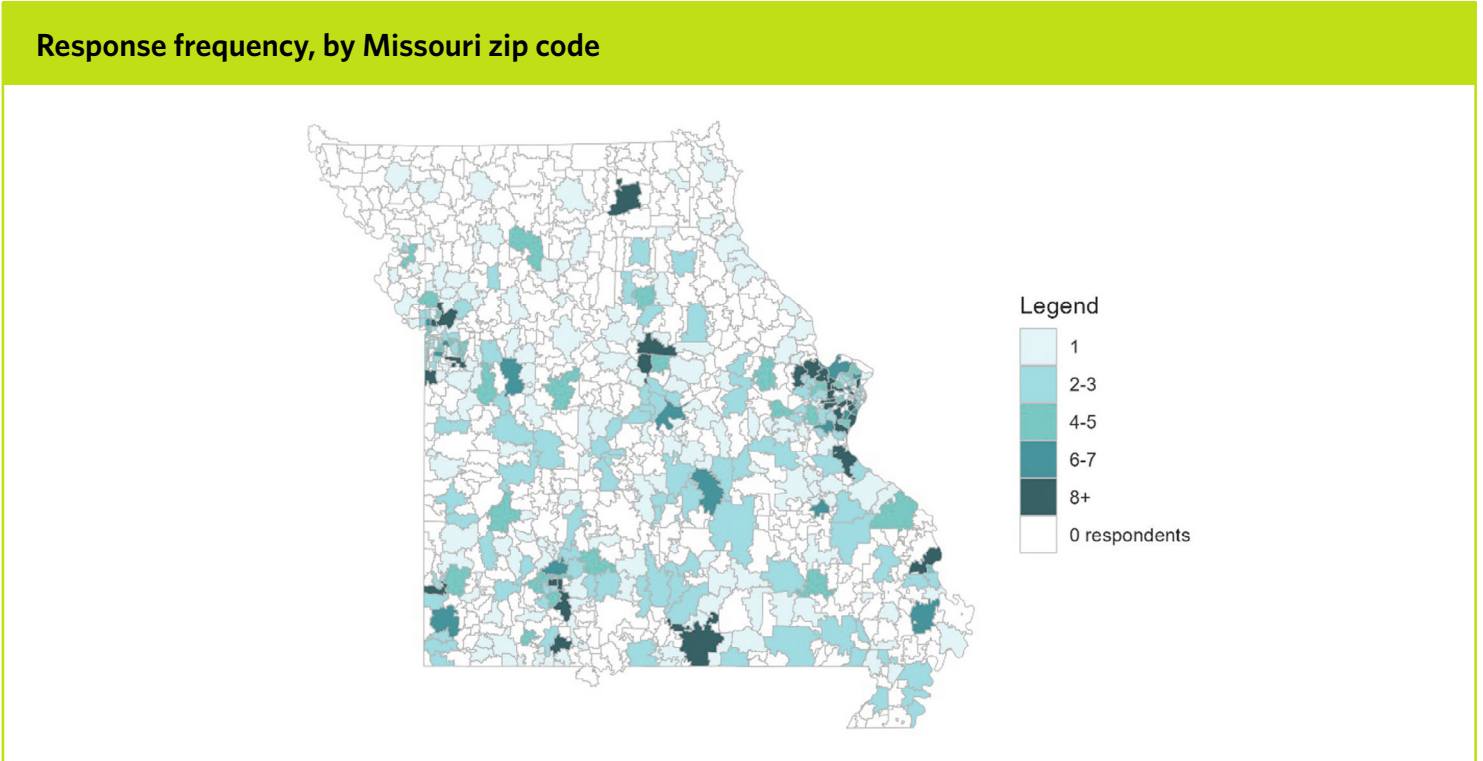 Response frequency, by Missouri zip code
Legend
1
2-3
4-5
6-7
8+
0 respondents